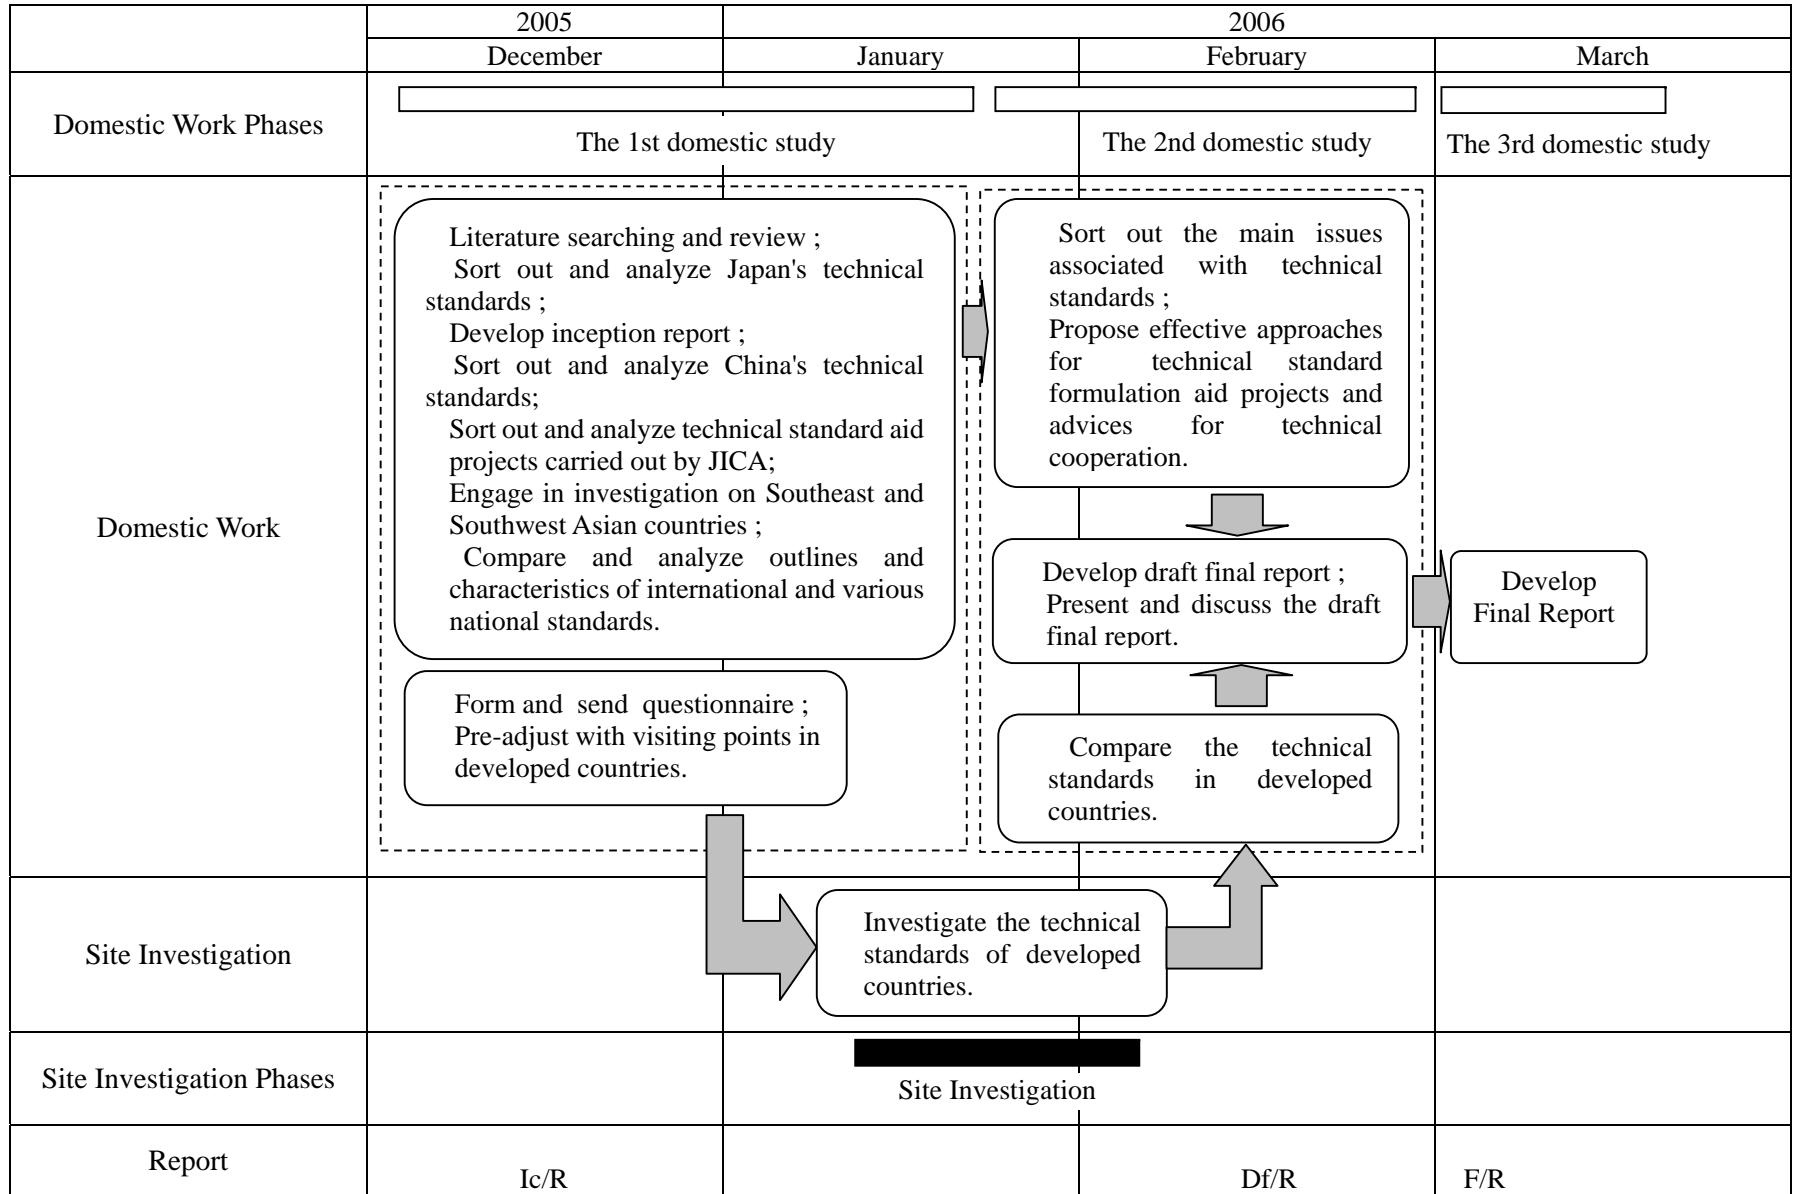 2005
2006
December
January
February
March
Domestic Work Phases
The 1st domestic study
The 2nd domestic study
The 3rd domestic study
Domestic Work
Literature searching and review ;
Sort out and analyze Japan's technical
standards ;
Develop inception report ;
Sort out and analyze China's technical
standards;
Sort out and analyze technical standard aid
projects carried out by JICA;
Engage in investigation on Southeast and
Southwest Asian countries ;
Compare and analyze outlines and
characteristics of international and various
national standards.
Form and send questionnaire ;
Pre-adjust with visiting points in
developed countries.
Sort out the main issues
associated with technical
standards ;
Propose effective approaches
for technical standard
formulation aid projects and
advices for technical
cooperation.
Develop draft final report ;
Present and discuss the draft
final report.
Compare the technical
standards in developed
countries.
Develop
Final Report
Site Investigation
Investigate the technical
standards of developed
countries.
Site Investigation Phases
Site Investigation
Report
Ic/R
Df/R
F/R